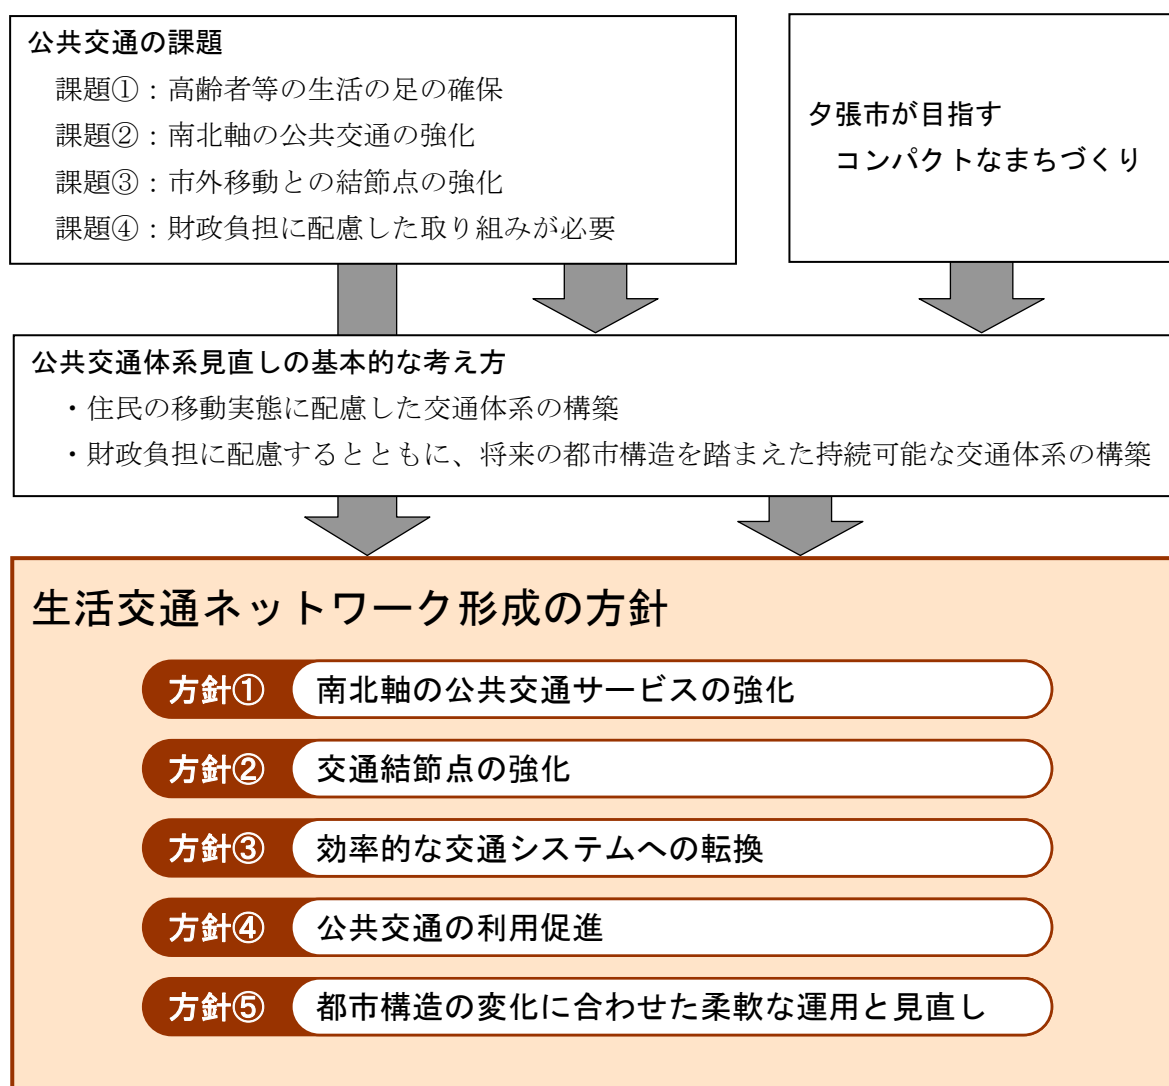 公共交通の課題
課題①：高齢者等の生活の足の確保
課題②：南北軸の公共交通の強化
課題③：市外移動との結節点の強化
課題④：財政負担に配慮した取り組みが必要
夕張市が目指す
コンパクトなまちづくり
公共交通体系見直しの基本的な考え方
・住民の移動実態に配慮した交通体系の構築
・財政負担に配慮するとともに、将来の都市構造を踏まえた持続可能な交通体系の構築
生活交通ネットワーク形成の方針
方針① 南北軸の公共交通サービスの強化
方針② 交通結節点の強化
方針③ 効率的な交通システムへの転換
方針④ 公共交通の利用促進
方針⑤ 都市構造の変化に合わせた柔軟な運用と見直し